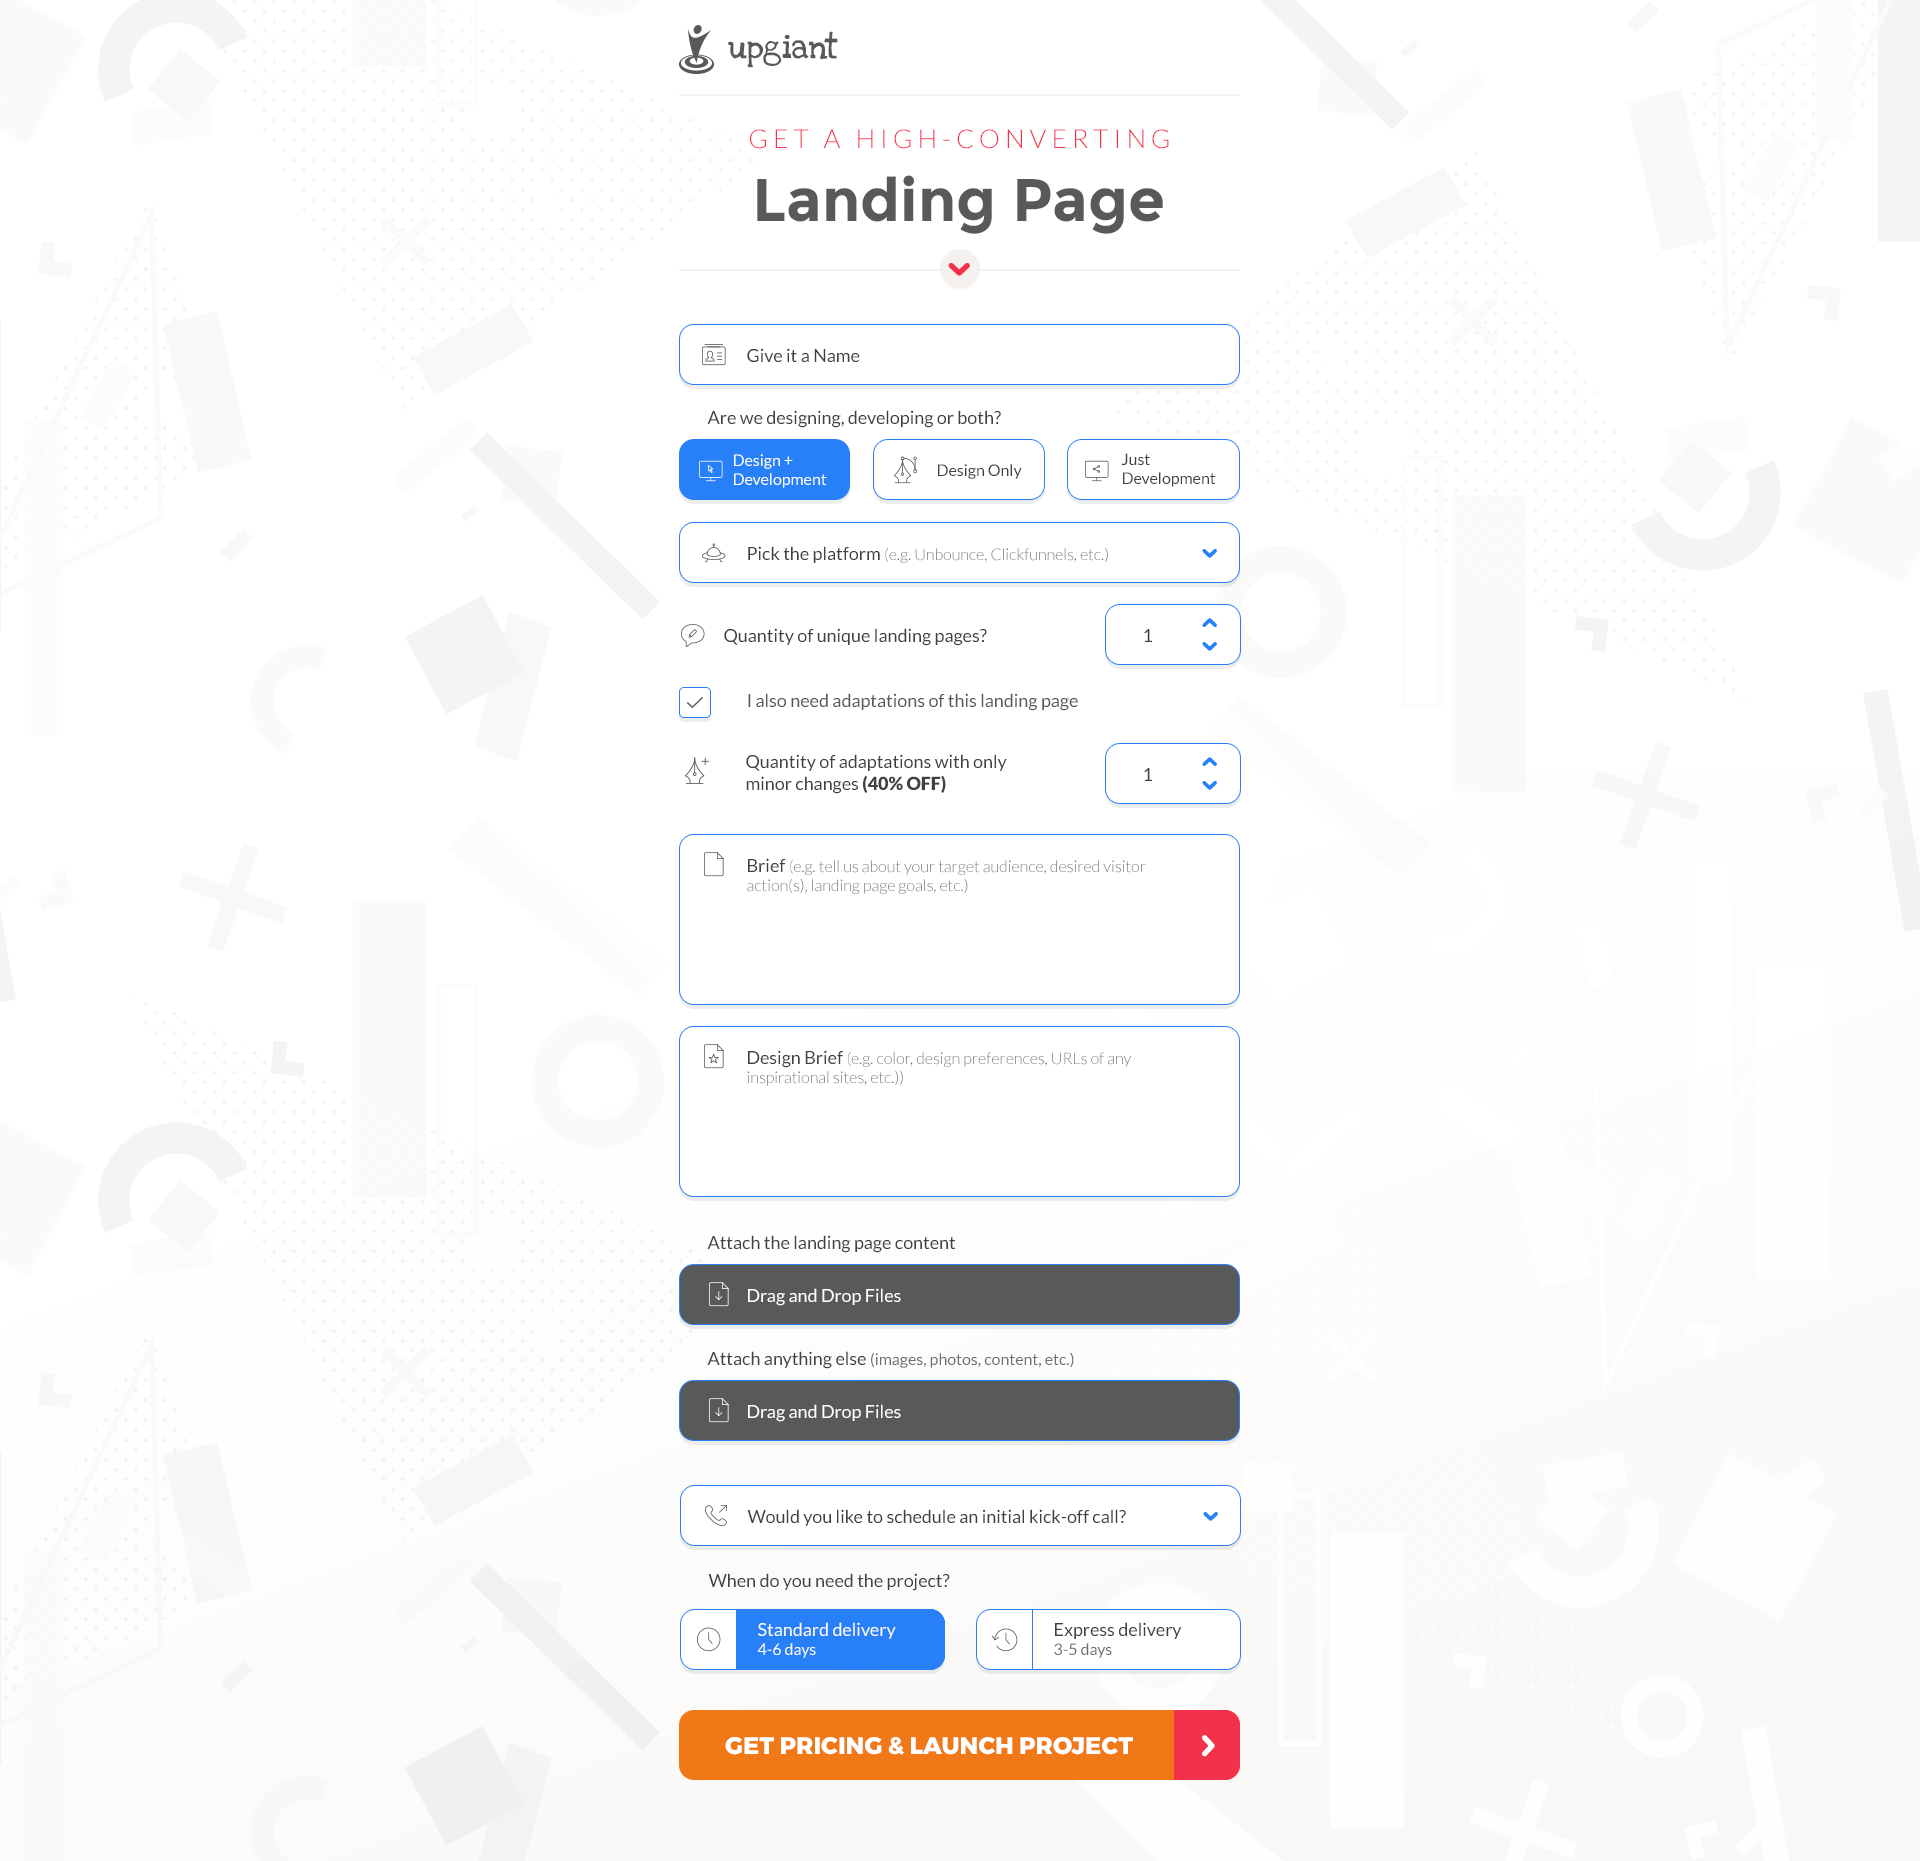 upgiant
GET A HIGH-CONVERTING
Landing Page
Give it a Name
Are we designing, developing or both?
Design +
Development
Design Only
Just
Development
Pick the platform (e.g. Unbounce, Clickfunnels, etc.)
Quantity of unique landing pages?
1
I also need adaptations of this landing page
Quantity of adaptations with only
minor changes (40% OFF)
1
Brief (e.g. tell us about your target audience, desired visitor
action(s), landing page goals, etc.)
Design Brief (e.g. color, design preferences, URLs of any
inspirational sites, etc.))
Attach the landing page content
Drag and Drop Files
Attach anything else (images, photos, content, etc.)
Drag and Drop Files
Would you like to schedule an initial kick-off call?
When do you need the project?
Standard delivery
4-6 days
Express delivery
3-5 days
GET PRICING & LAUNCH PROJECT